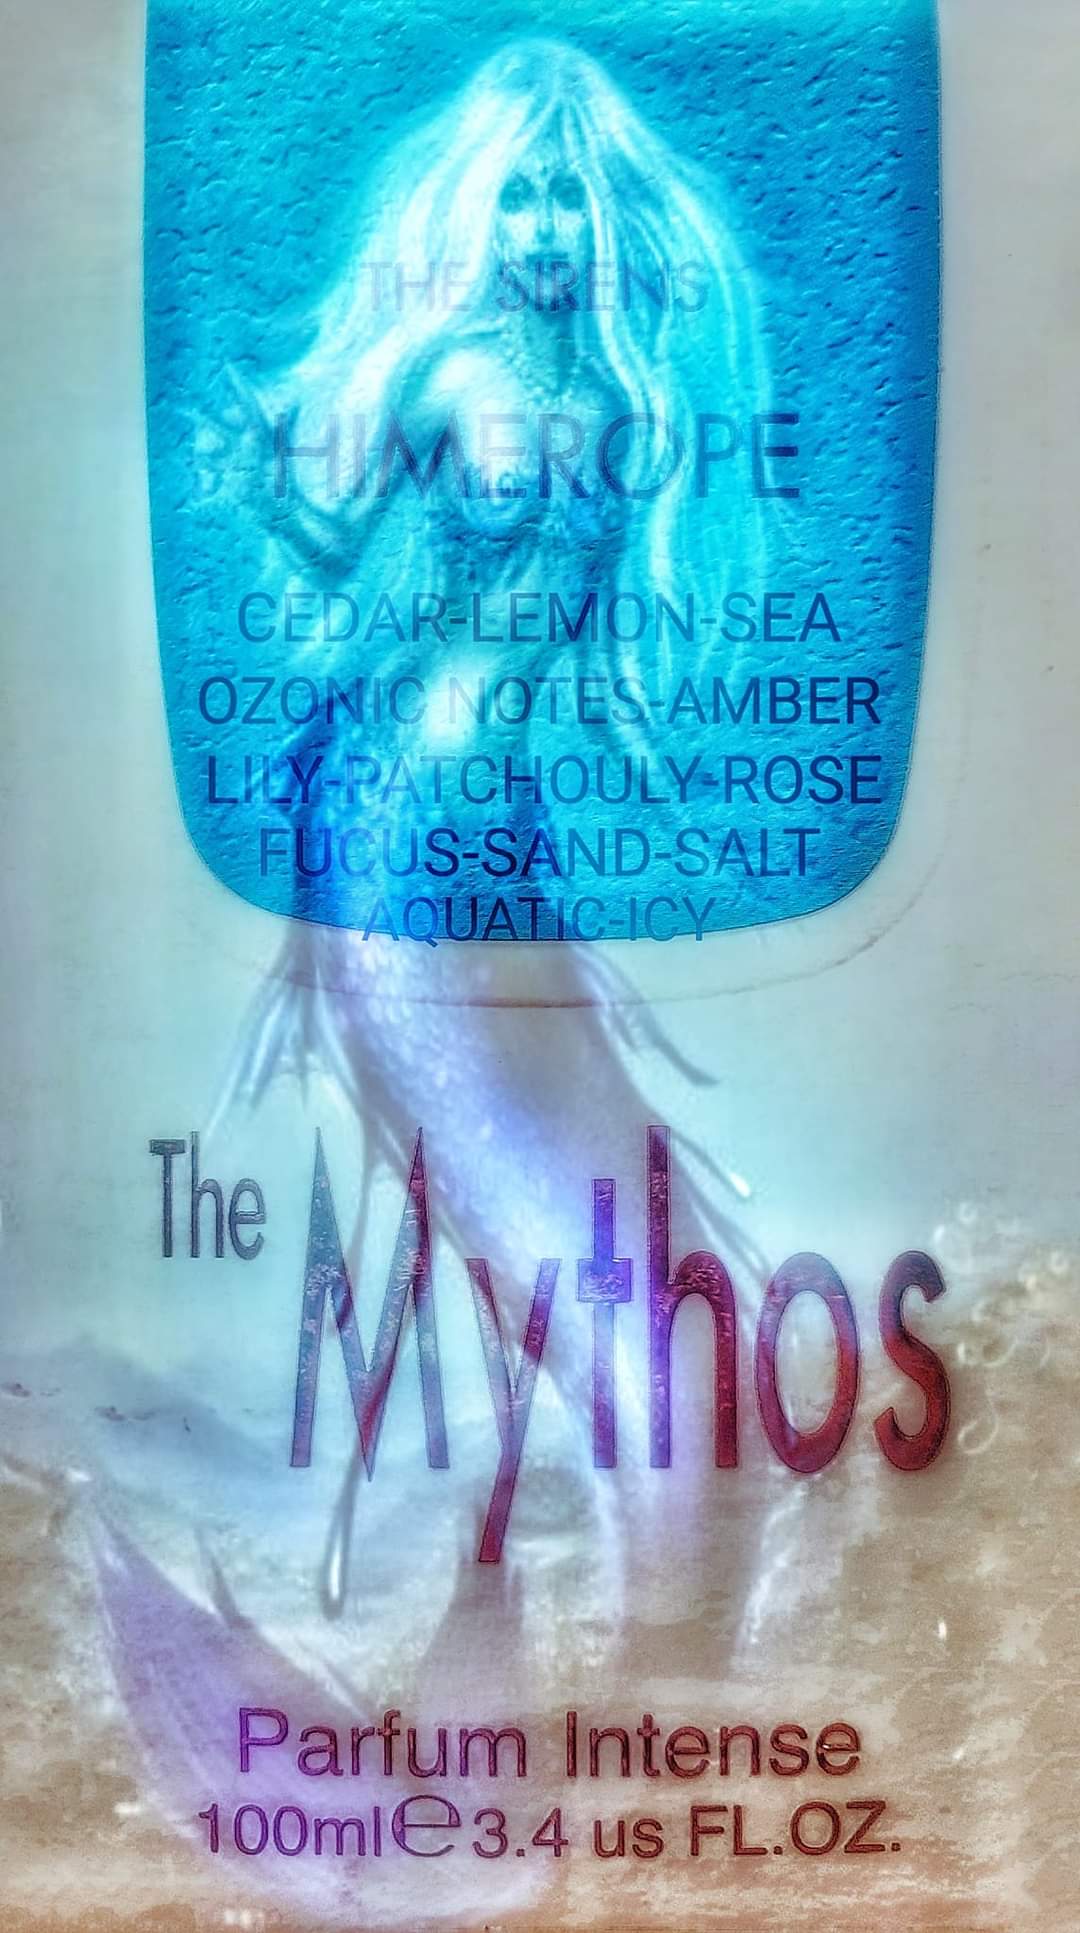 THE SIRENS
HIMEROPE
CEDAR-LEMON-SEA
OZONIC NOTES-AMBER
LILY-PATCHOULY-ROSE
FUCUS-SAND-SALT
AQUATIC-ICY
The Mythos
Parfum Intense
100ml℮3.4 us FL.OZ.